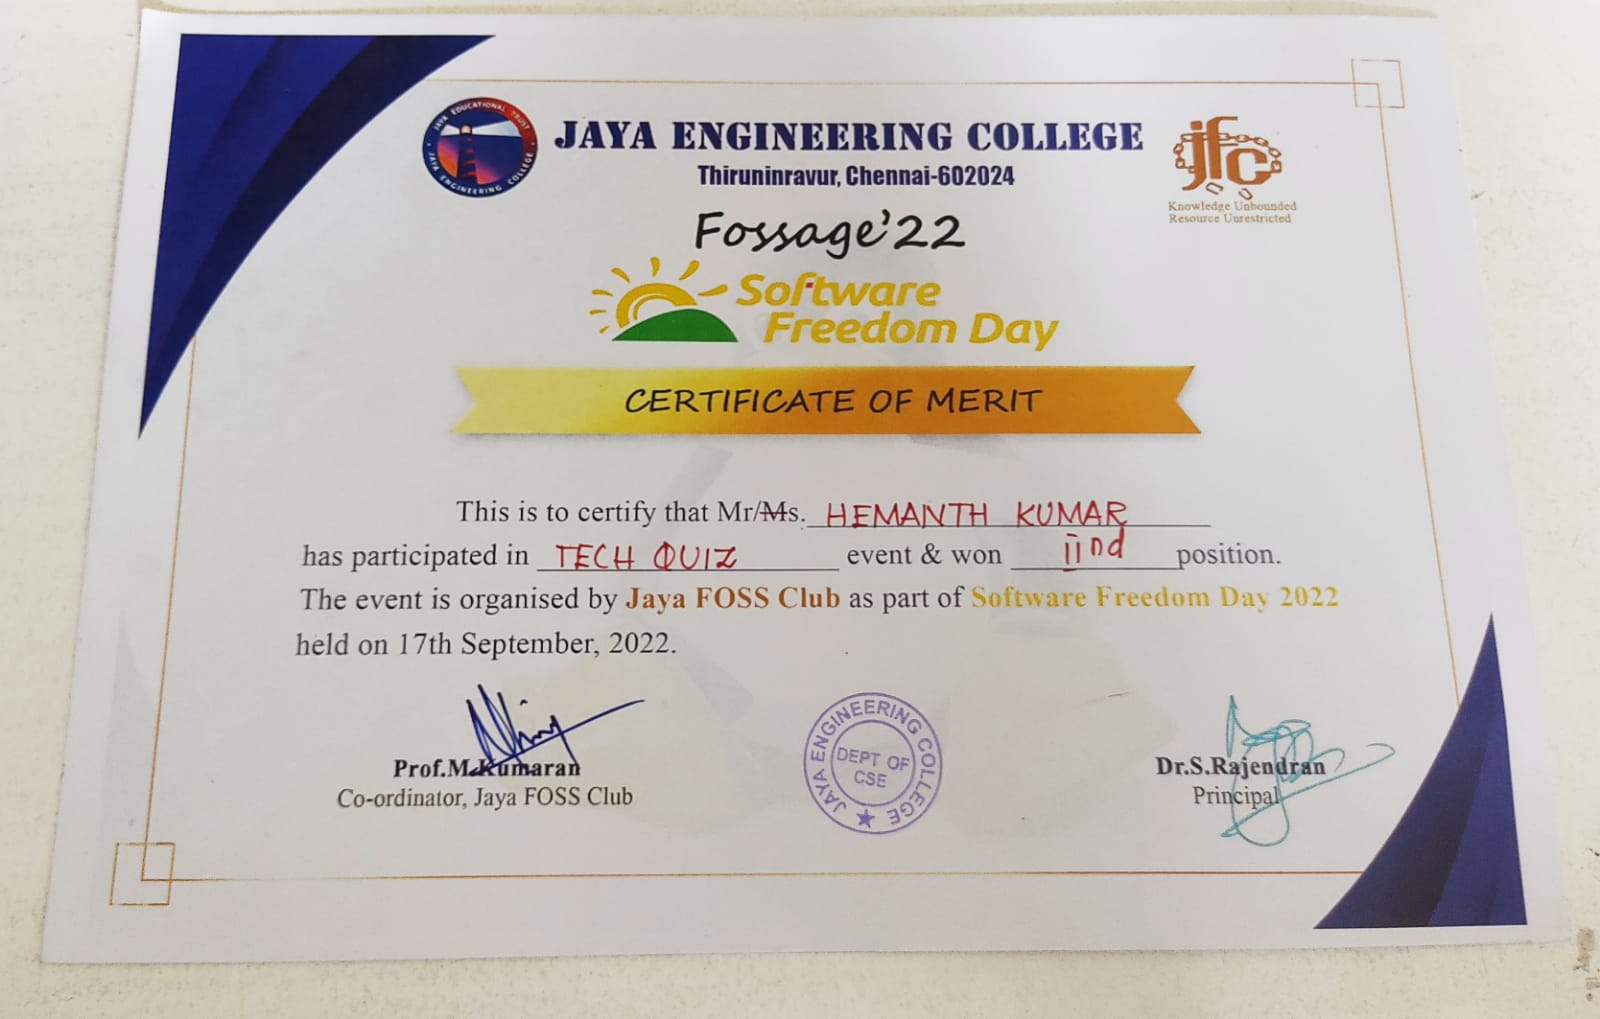 JAYA EDUCATIONAL TRUST
JAYA ENGINEERING COLLEGE
JAYA ENGINEERING COLLEGE
Thiruninravur, Chennai-602024
jfc
Knowledge Unbounded
Resource Unrestricted
Fossage'22
Software
Freedom Day
CERTIFICATE OF MERIT
This is to certify that Mr/Ms. HEMANTH KUMAR
has participated in TECH QUIZ event & won iind position.
The event is organised by Jaya FOSS Club as part of Software Freedom Day 2022
held on 17th September, 2022.
Prof.M.Kumaran
Co-ordinator, Jaya FOSS Club
JAYA ENGINEERING COLLEGE
DEPT OF
CSE
Dr.S.Rajendran
Principal